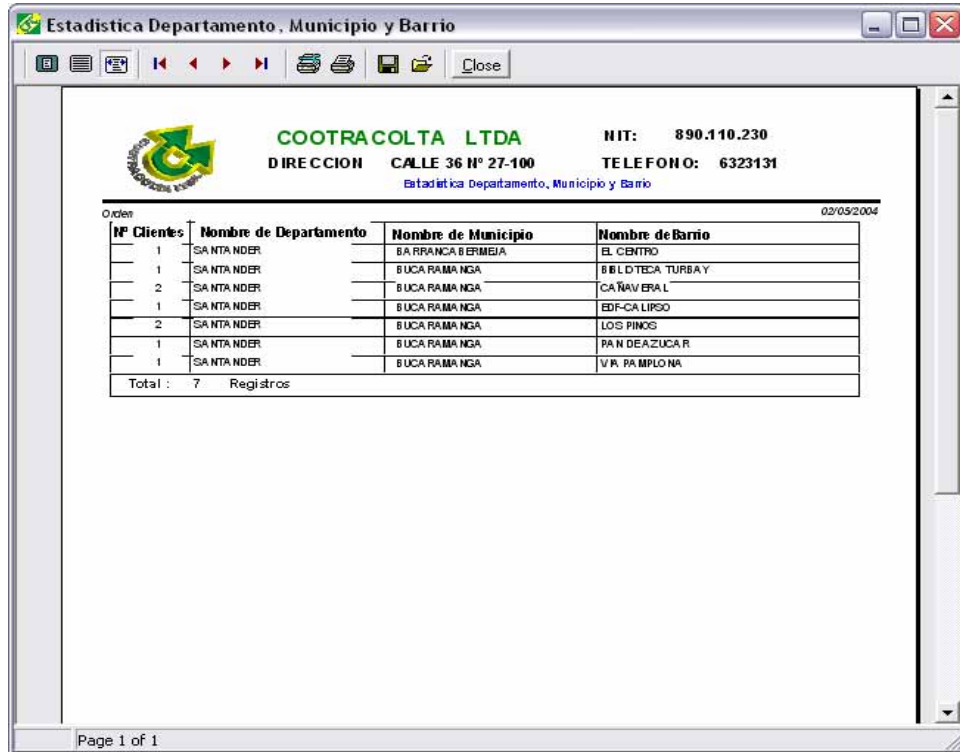 Estadistica Departamento, Municipio y Barrio
Close
COOTRACOLTA LTDA NIT: 890.110.230
DIRECCION CALLE 36 Nº 27-100 TELEFONO: 6323131
Estadistica Departamento, Municipio y Barrio
Orden 02/05/2004
Nº Clientes Nombre de Departamento Nombre de Municipio Nombre de Barrio
1 SANTANDER BARRANCABERMEJA EL CENTRO
1 SANTANDER BUCARAMANGA BIBLIOTECA TURBAY
2 SANTANDER BUCARAMANGA CAÑAVERAL
1 SANTANDER BUCARAMANGA EDF-CALIPSO
2 SANTANDER BUCARAMANGA LOS PINOS
1 SANTANDER BUCARAMANGA PAN DE AZUCAR
1 SANTANDER BUCARAMANGA VIA PAMPLONA
Total : 7 Registros
Page 1 of 1